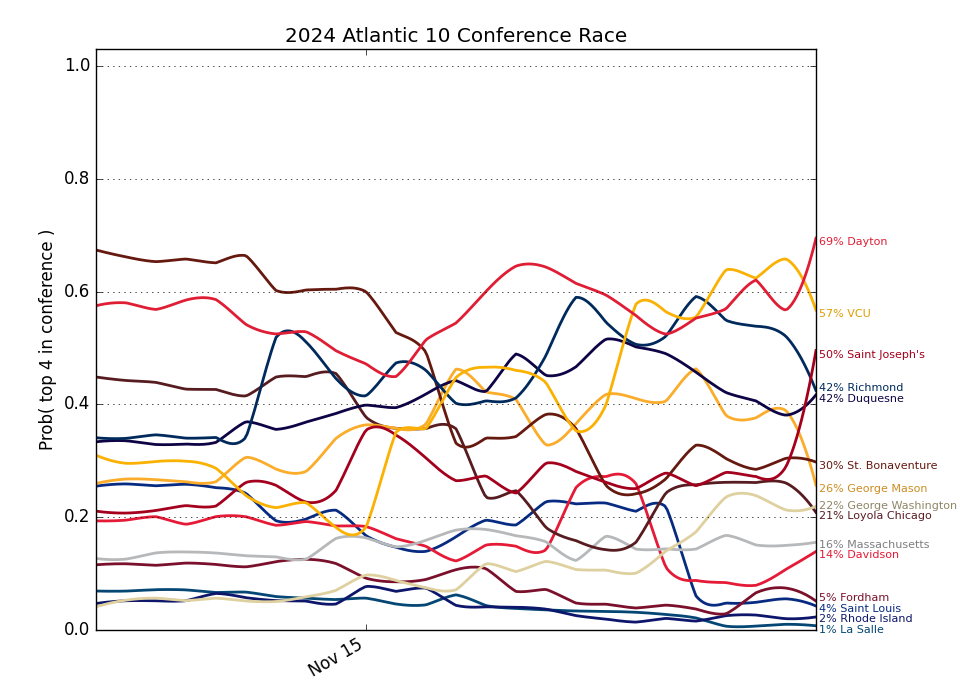 2024 Atlantic 10 Conference Race
Prob( top 4 in conference )
1.0
0.8
0.6
0.4
0.2
0.0
Nov 15
69% Dayton
57% VCU
50% Saint Joseph's
42% Richmond
42% Duquesne
30% St. Bonaventure
26% George Mason
22% George Washington
21% Loyola Chicago
16% Massachusetts
14% Davidson
5% Fordham
4% Saint Louis
2% Rhode Island
1% La Salle